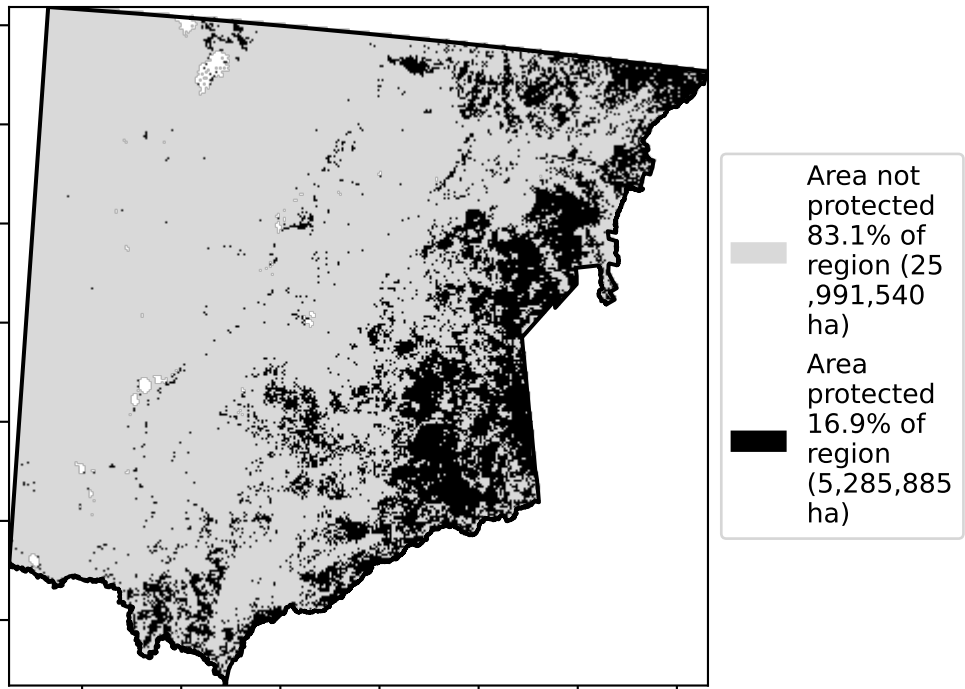 Area not
protected
83.1% of
region (25
,991,540
ha)
Area
protected
16.9% of
region
(5,285,885
ha)